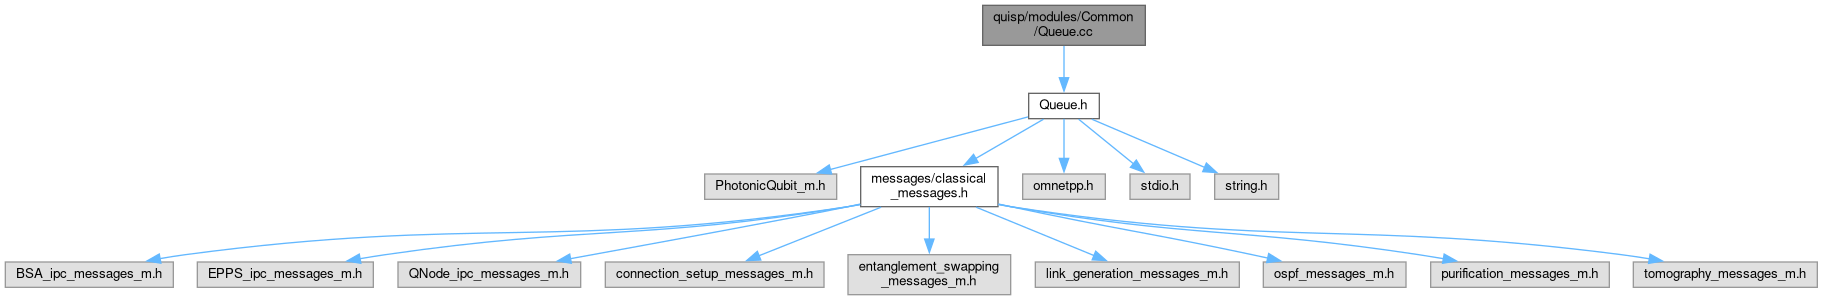 quisp/modules/Common
/Queue.cc
Queue.h
PhotonicQubit_m.h
messages/classical
_messages.h
omnetpp.h
stdio.h
string.h
BSA_ipc_messages_m.h
EPPS_ipc_messages_m.h
QNode_ipc_messages_m.h
connection_setup_messages_m.h
entanglement_swapping
_messages_m.h
link_generation_messages_m.h
ospf_messages_m.h
purification_messages_m.h
tomography_messages_m.h